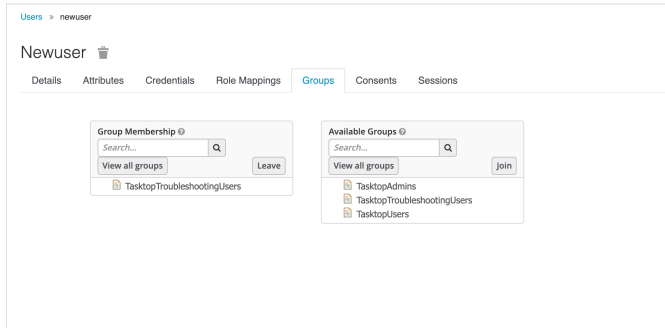 Users » newuser
Newuser
Details Attributes Credentials Role Mappings Groups Consents Sessions
Group Membership
Search...
View all groups Leave
TasktopTroubleshootingUsers
Available Groups
Search...
View all groups Join
TasktopAdmins
TasktopTroubleshootingUsers
TasktopUsers